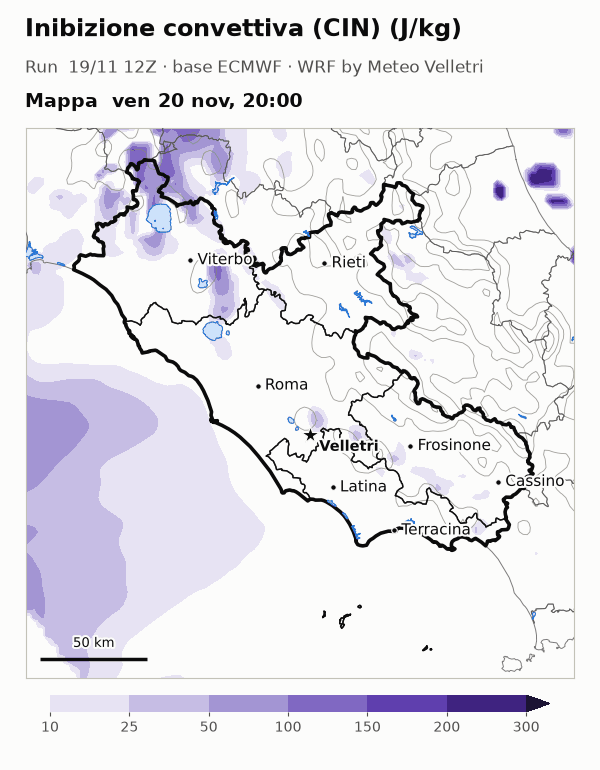 Inibizione convettiva (CIN) (J/kg)
Run  19/11 12Z · base ECMWF · WRF by Meteo Velletri
Mappa  ven 20 nov, 20:00
Viterbo
Rieti
Roma
Velletri
Frosinone
Latina
Cassino
Terracina
50 km
10 25 50 100 150 200 300